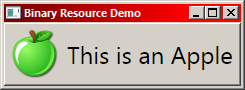 Binary Resource Demo
This is an Apple